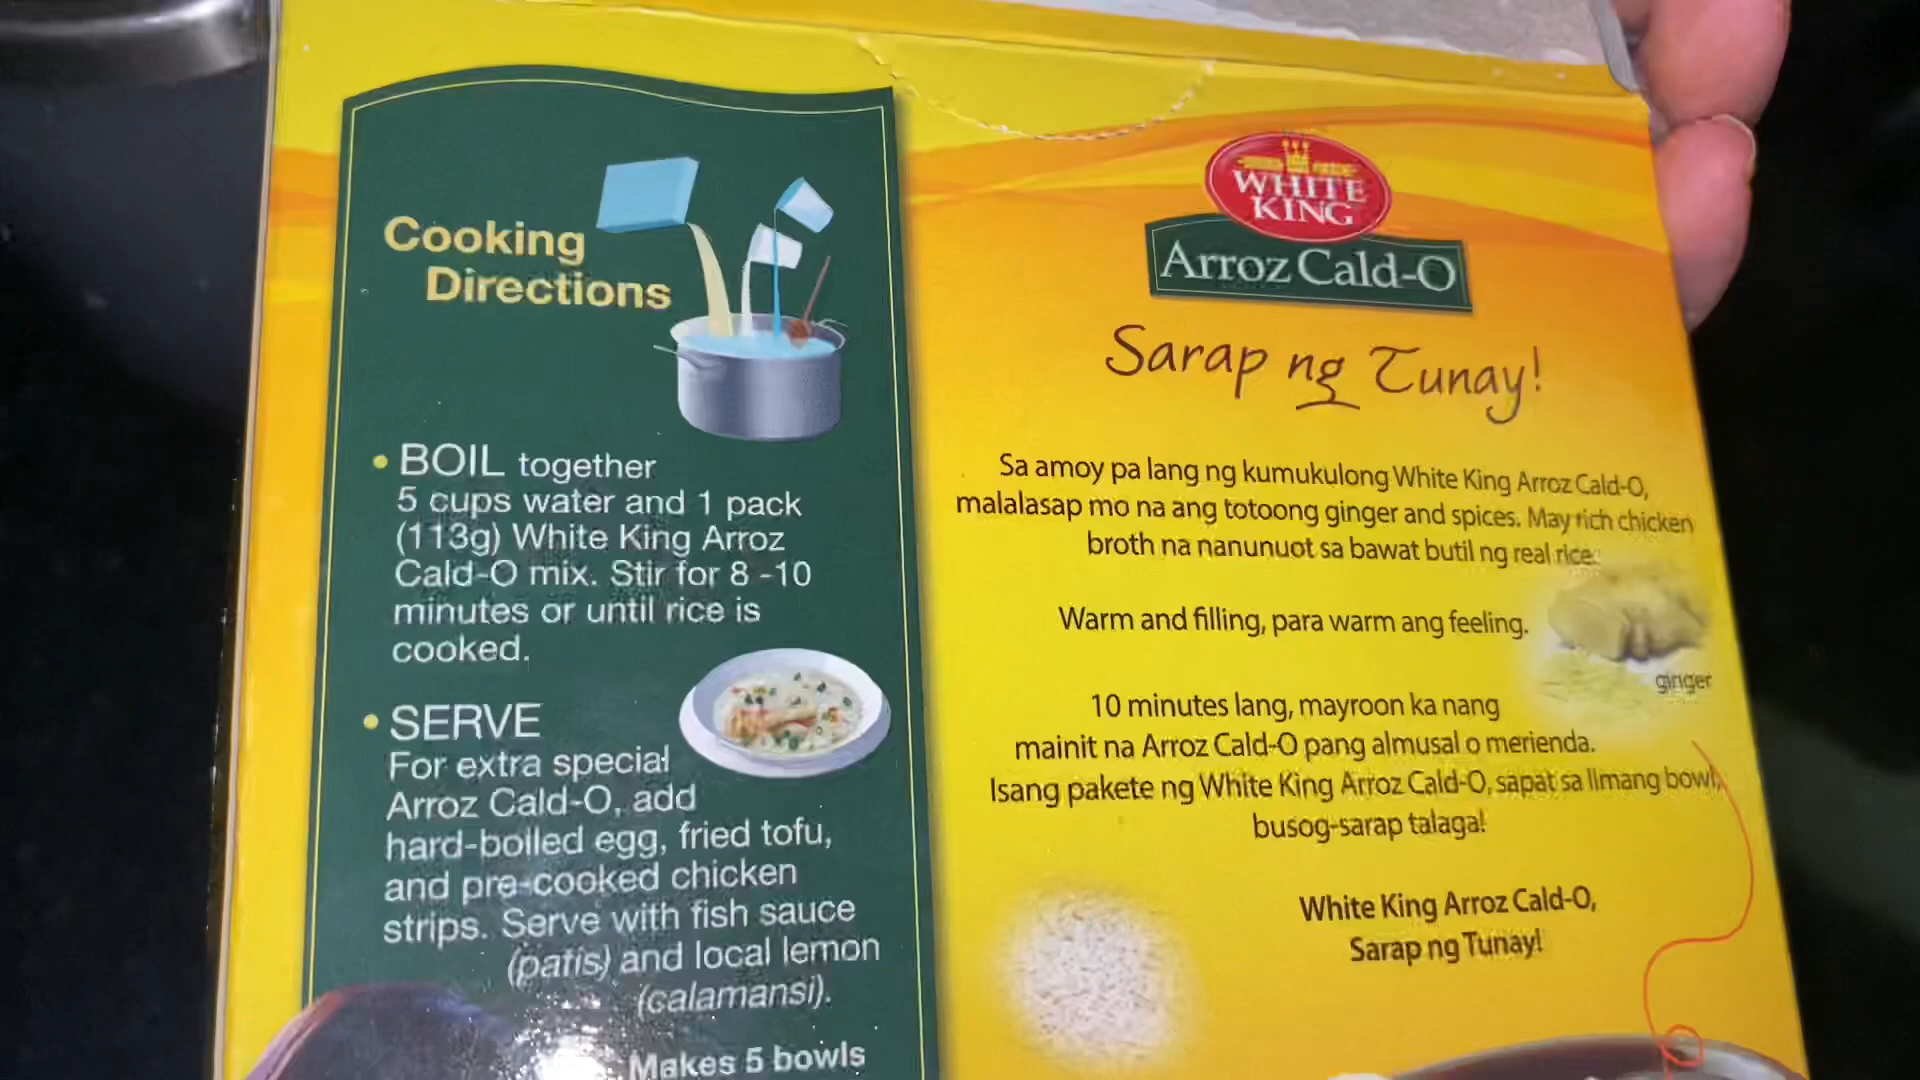 Cooking
Directions
• BOIL together
5 cups water and 1 pack
(113g) White King Arroz
Cald-O mix. Stir for 8 -10
minutes or until rice is
cooked.
• SERVE
For extra special
Arroz Cald-O, add
hard-boiled egg, fried tofu,
and pre-cooked chicken
strips. Serve with fish sauce
(patis) and local lemon
(calamansi).
Makes 5 bowls
WHITE
KING
Arroz Cald-O
Sarap ng Tunay!
Sa amoy pa lang ng kumukulong White King Arroz Cald-O,
malalasap mo na ang totoong ginger and spices. May rich chicken
broth na nanunuot sa bawat butil ng real rice.
Warm and filling, para warm ang feeling.
ginger
10 minutes lang, mayroon ka nang
mainit na Arroz Cald-O pang almusal o merienda.
Isang pakete ng White King Arroz Cald-O, sapat sa limang bowl,
busog-sarap talaga!
White King Arroz Cald-O,
Sarap ng Tunay!